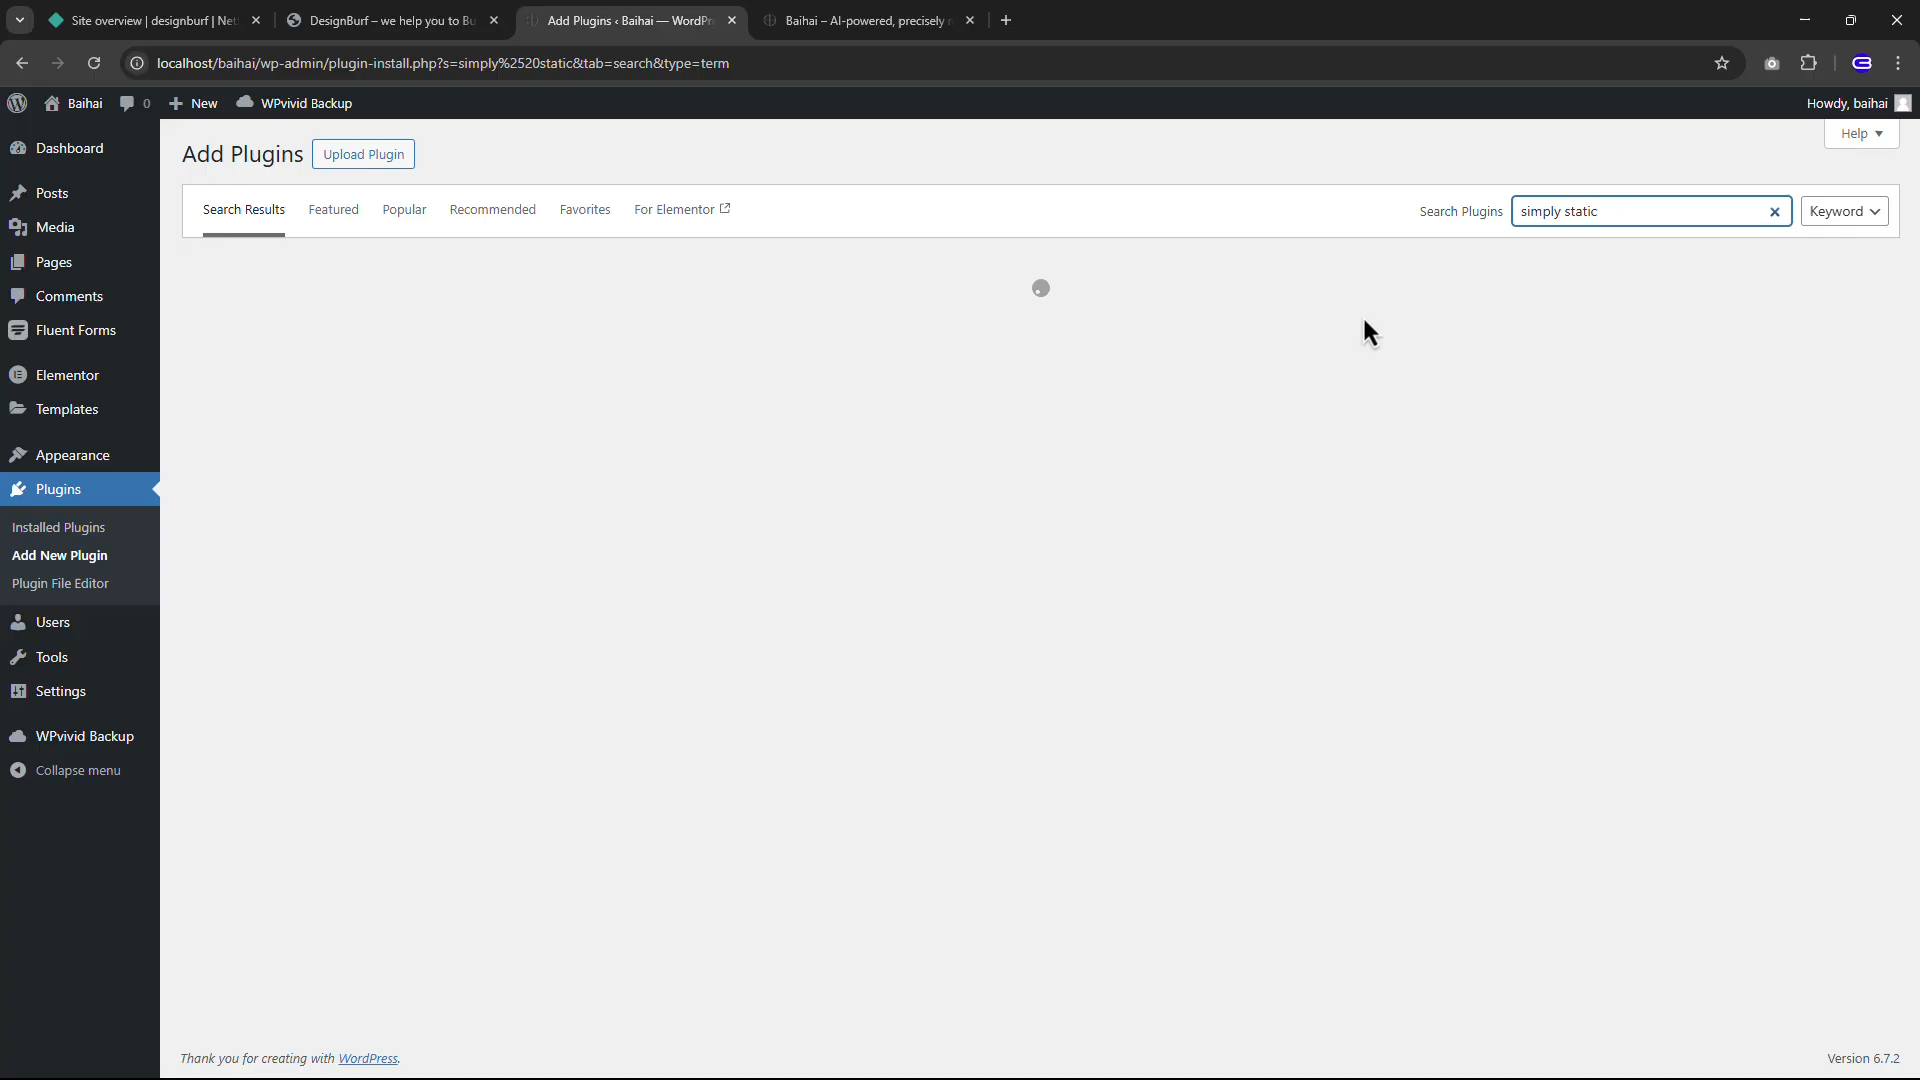 Site overview | designburf | Net
DesignBurf – we help you to Bu
Add Plugins ‹ Baihai — WordPr
Baihai – AI-powered, precisely
localhost/baihai/wp-admin/plugin-install.php?s=simply%2520static&tab=search&type=term
Baihai
0
New
WPvivid Backup
Howdy, baihai
Help
Add Plugins
Upload Plugin
Search Results
Featured
Popular
Recommended
Favorites
For Elementor
Search Plugins
simply static
Keyword
Dashboard
Posts
Media
Pages
Comments
Fluent Forms
Elementor
Templates
Appearance
Plugins
Installed Plugins
Add New Plugin
Plugin File Editor
Users
Tools
Settings
WPvivid Backup
Collapse menu
Thank you for creating with WordPress.
Version 6.7.2